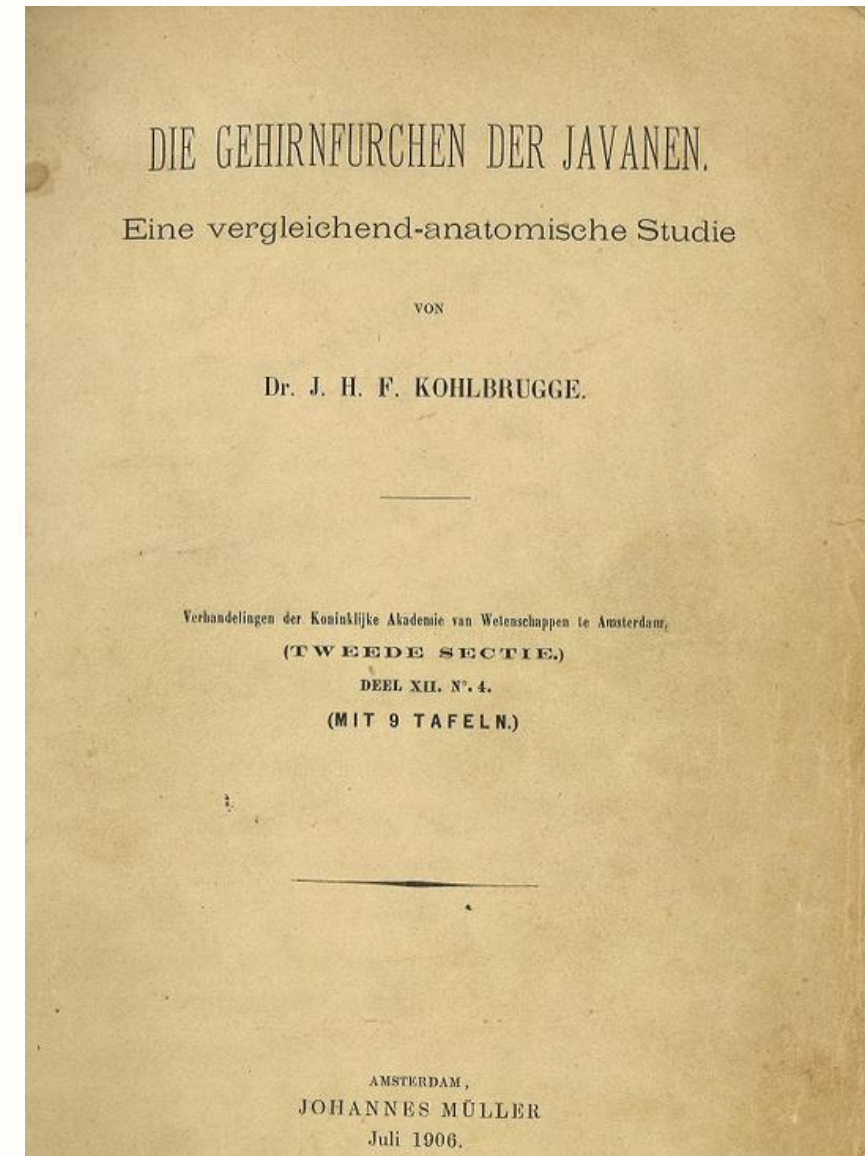 DIE GEHIRNFURCHEN DER JAVANEN.
Eine vergleichend-anatomische Studie
VON
Dr. J. H. F. KOHLBRUGGE.
Verhandelingen der Koninklijke Akademie van Wetenschappen te Amsterdam,
(TWEEDE SECTIE.)
DEEL XII. N°. 4.
(MIT 9 TAFELN.)
AMSTERDAM,
JOHANNES MÜLLER
Juli 1906.